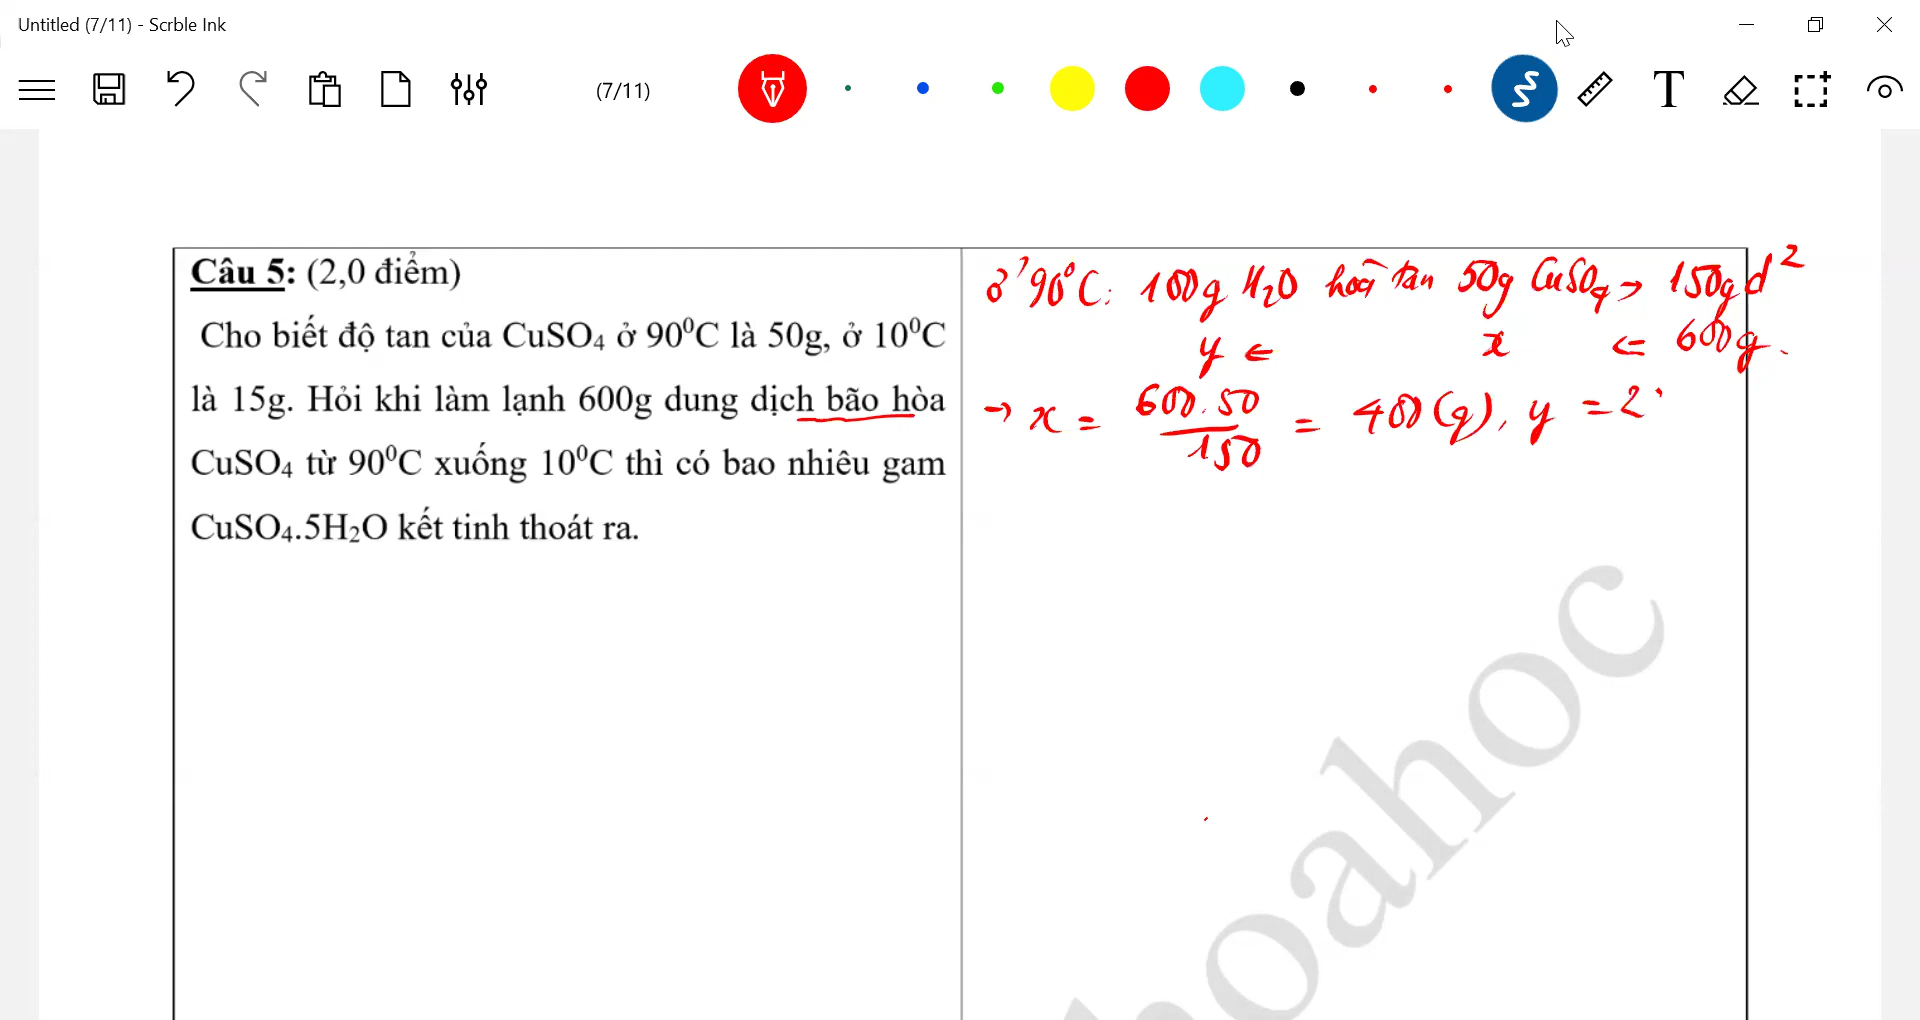 Untitled (7/11) - Scrble Ink
(7/11)
T
Câu 5: (2,0 điểm)
Cho biết độ tan của CuSO₄ ở 90⁰C là 50g, ở 10⁰C
là 15g. Hỏi khi làm lạnh 600g dung dịch bão hòa
CuSO₄ từ 90⁰C xuống 10⁰C thì có bao nhiêu gam
CuSO₄.5H₂O kết tinh thoát ra.
ở 90⁰C: 100g H₂O hoà tan 50g CuSO₄ → 150g d²
y ← x ← 600g.
→ x = 600.50 / 150 = 400(g), y = 2
hoahoc